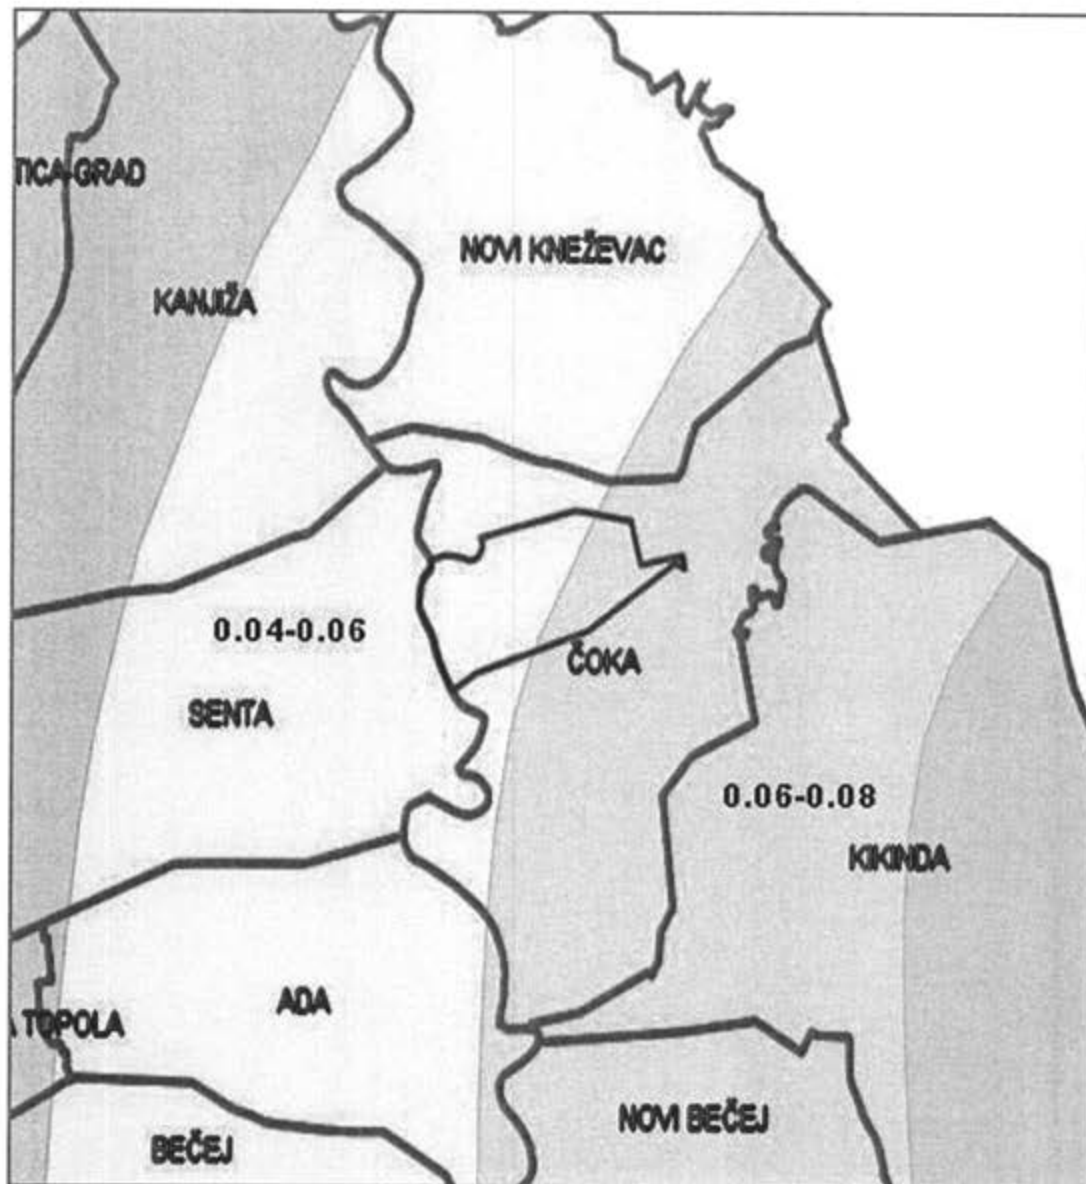 TICA-GRAD
NOVI KNEŽEVAC
KANJIŽA
0.04-0.06
ČOKA
SENTA
0.06-0.08
KIKINDA
ADA
A TOPOLA
NOVI BEČEJ
BEČEJ